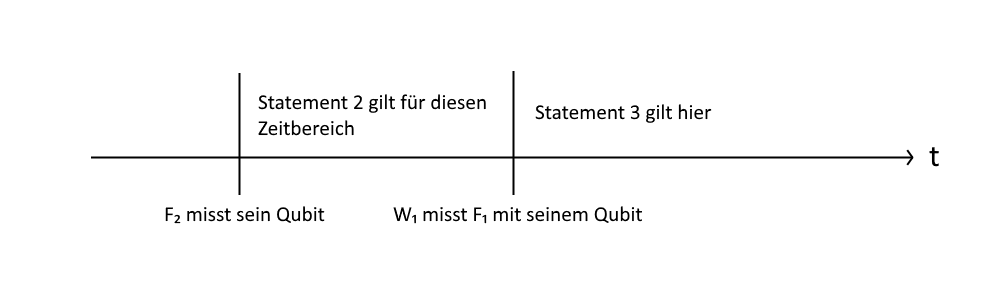 Statement 2 gilt für diesen
Zeitbereich
Statement 3 gilt hier
t
F₂ misst sein Qubit
W₁ misst F₁ mit seinem Qubit